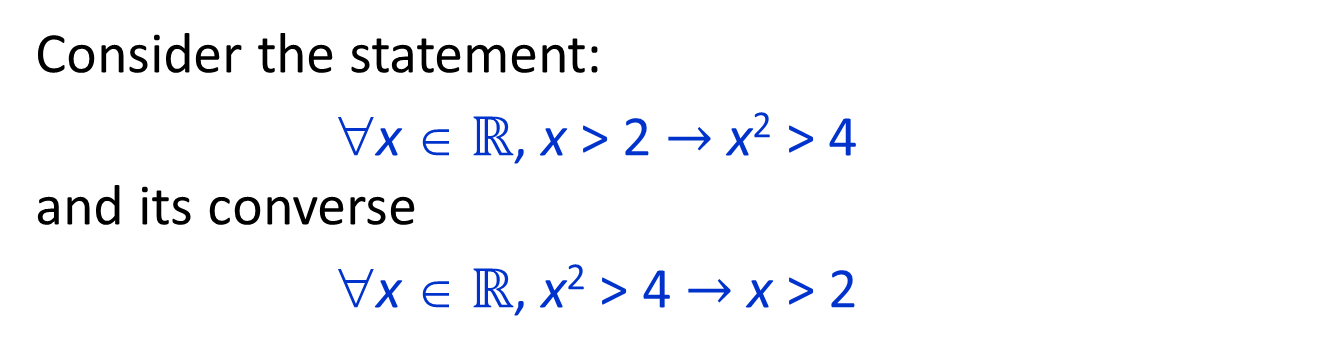 Consider the statement:
∀x ∈ ℝ, x > 2 → x² > 4
and its converse
∀x ∈ ℝ, x² > 4 → x > 2